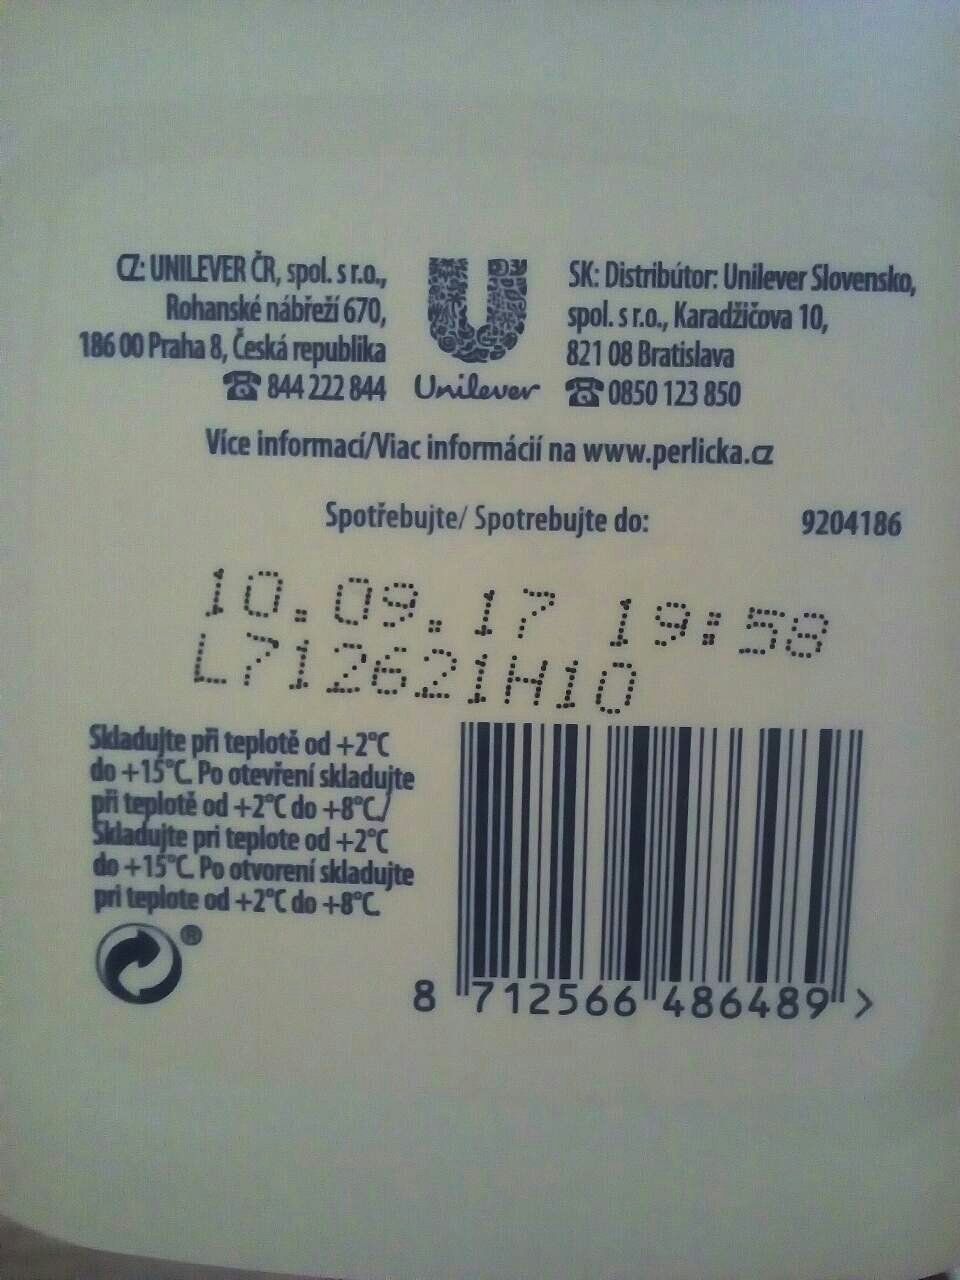 CZ: UNILEVER ČR, spol. s r.o.,
Rohanské nábřeží 670,
186 00 Praha 8, Česká republika
☎ 844 222 844
Unilever
SK: Distribútor: Unilever Slovensko,
spol. s r.o., Karadžičova 10,
821 08 Bratislava
☎ 0850 123 850
Více informací/Viac informácií na www.perlicka.cz
Spotřebujte/ Spotrebujte do: 9204186
10.09.17 19:58
L712621H10
Skladujte při teplotě od +2°C
do +15°C. Po otevření skladujte
při teplotě od +2°C do +8°C./
Skladujte pri teplote od +2°C
do +15°C. Po otvorení skladujte
pri teplote od +2°C do +8°C.
®
8 712566 486489 >